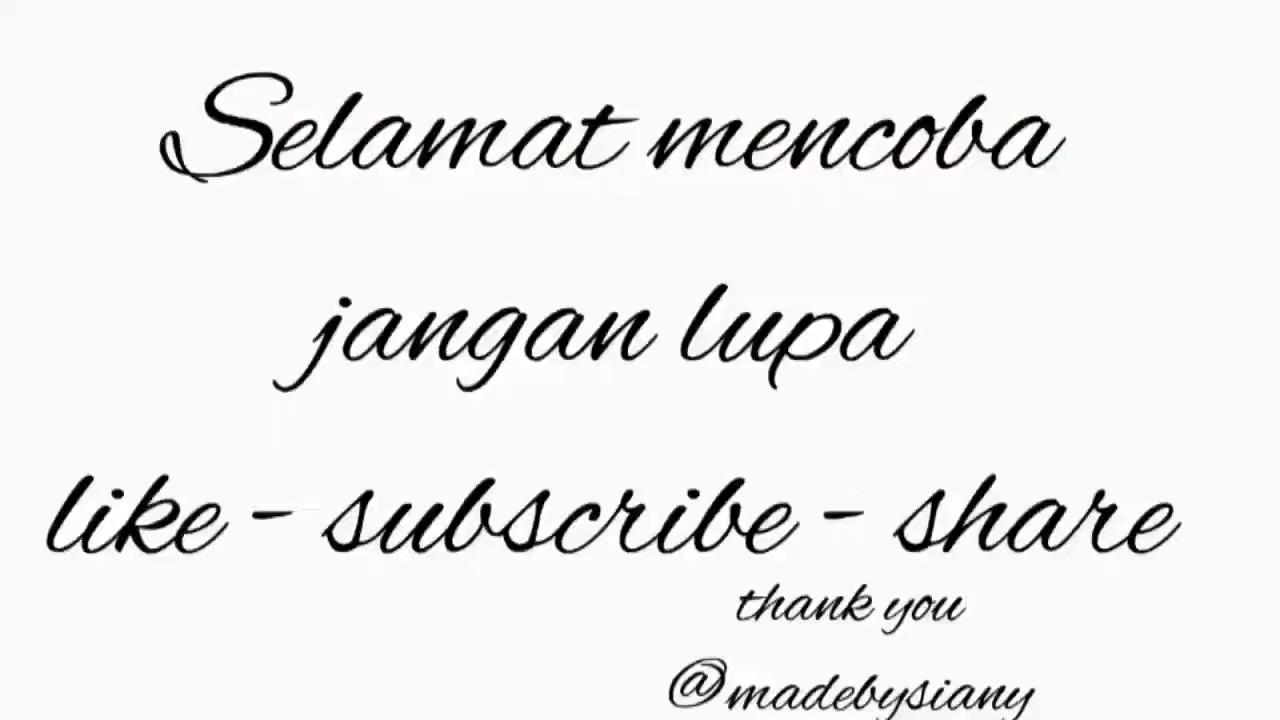 Selamat mencoba
jangan lupa
like - subscribe - share
thank you
@madebysiany